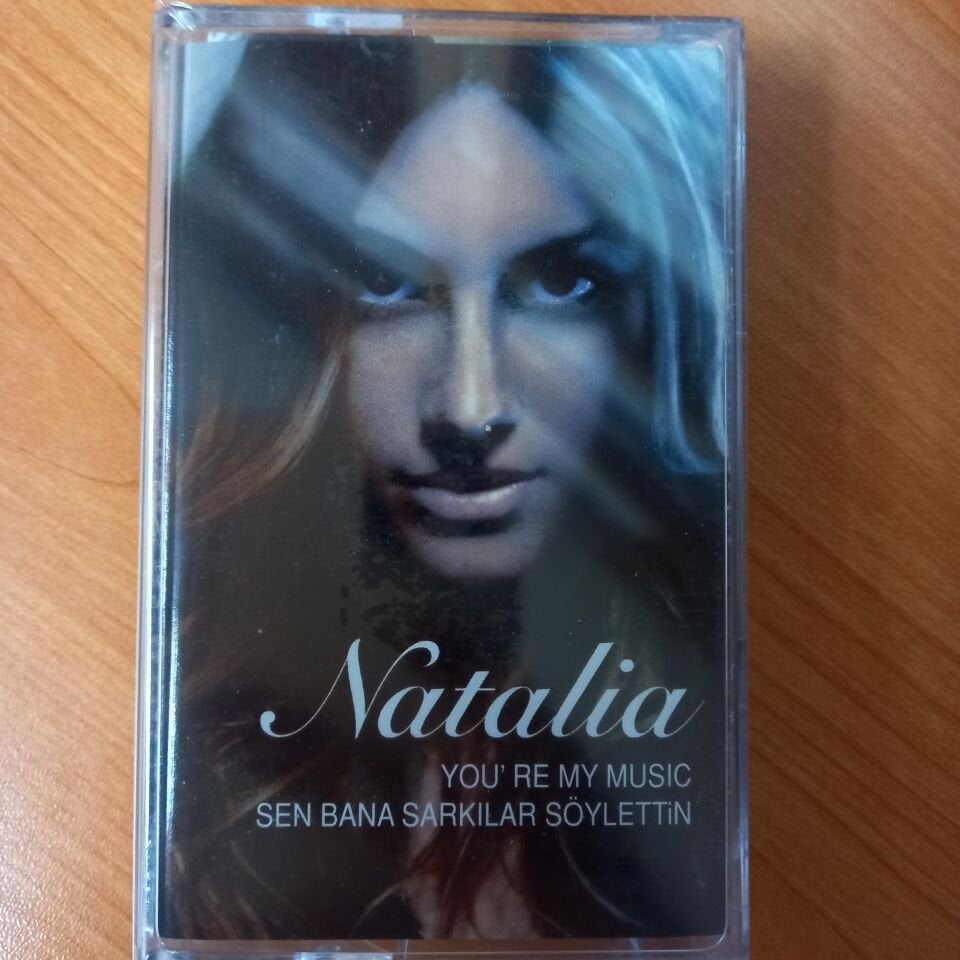 Natalia
YOU' RE MY MUSIC
SEN BANA SARKILAR SÖYLETTiN